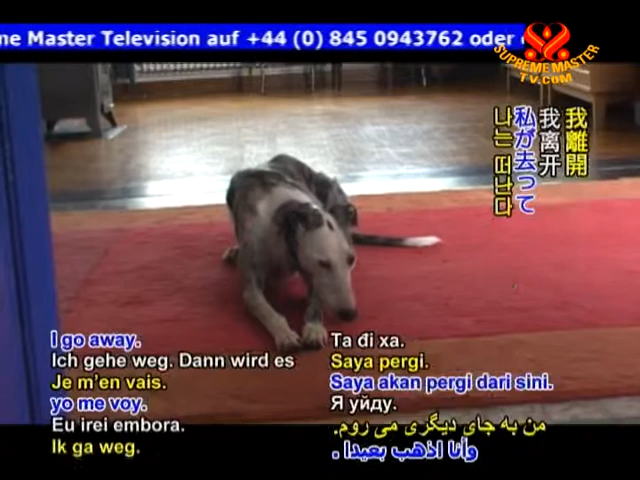 me Master Television auf +44 (0) 845 0943762 oder
SUPREME MASTER
TV.COM
我離開
我离开
私が去って
나는 떠난다
I go away.
Ich gehe weg. Dann wird es
Je m'en vais.
yo me voy.
Eu irei embora.
Ik ga weg.
Ta đi xa.
Saya pergi.
Saya akan pergi dari sini.
Я уйду.
من به جای دیگری می روم.
وأنا اذهب بعيدا .